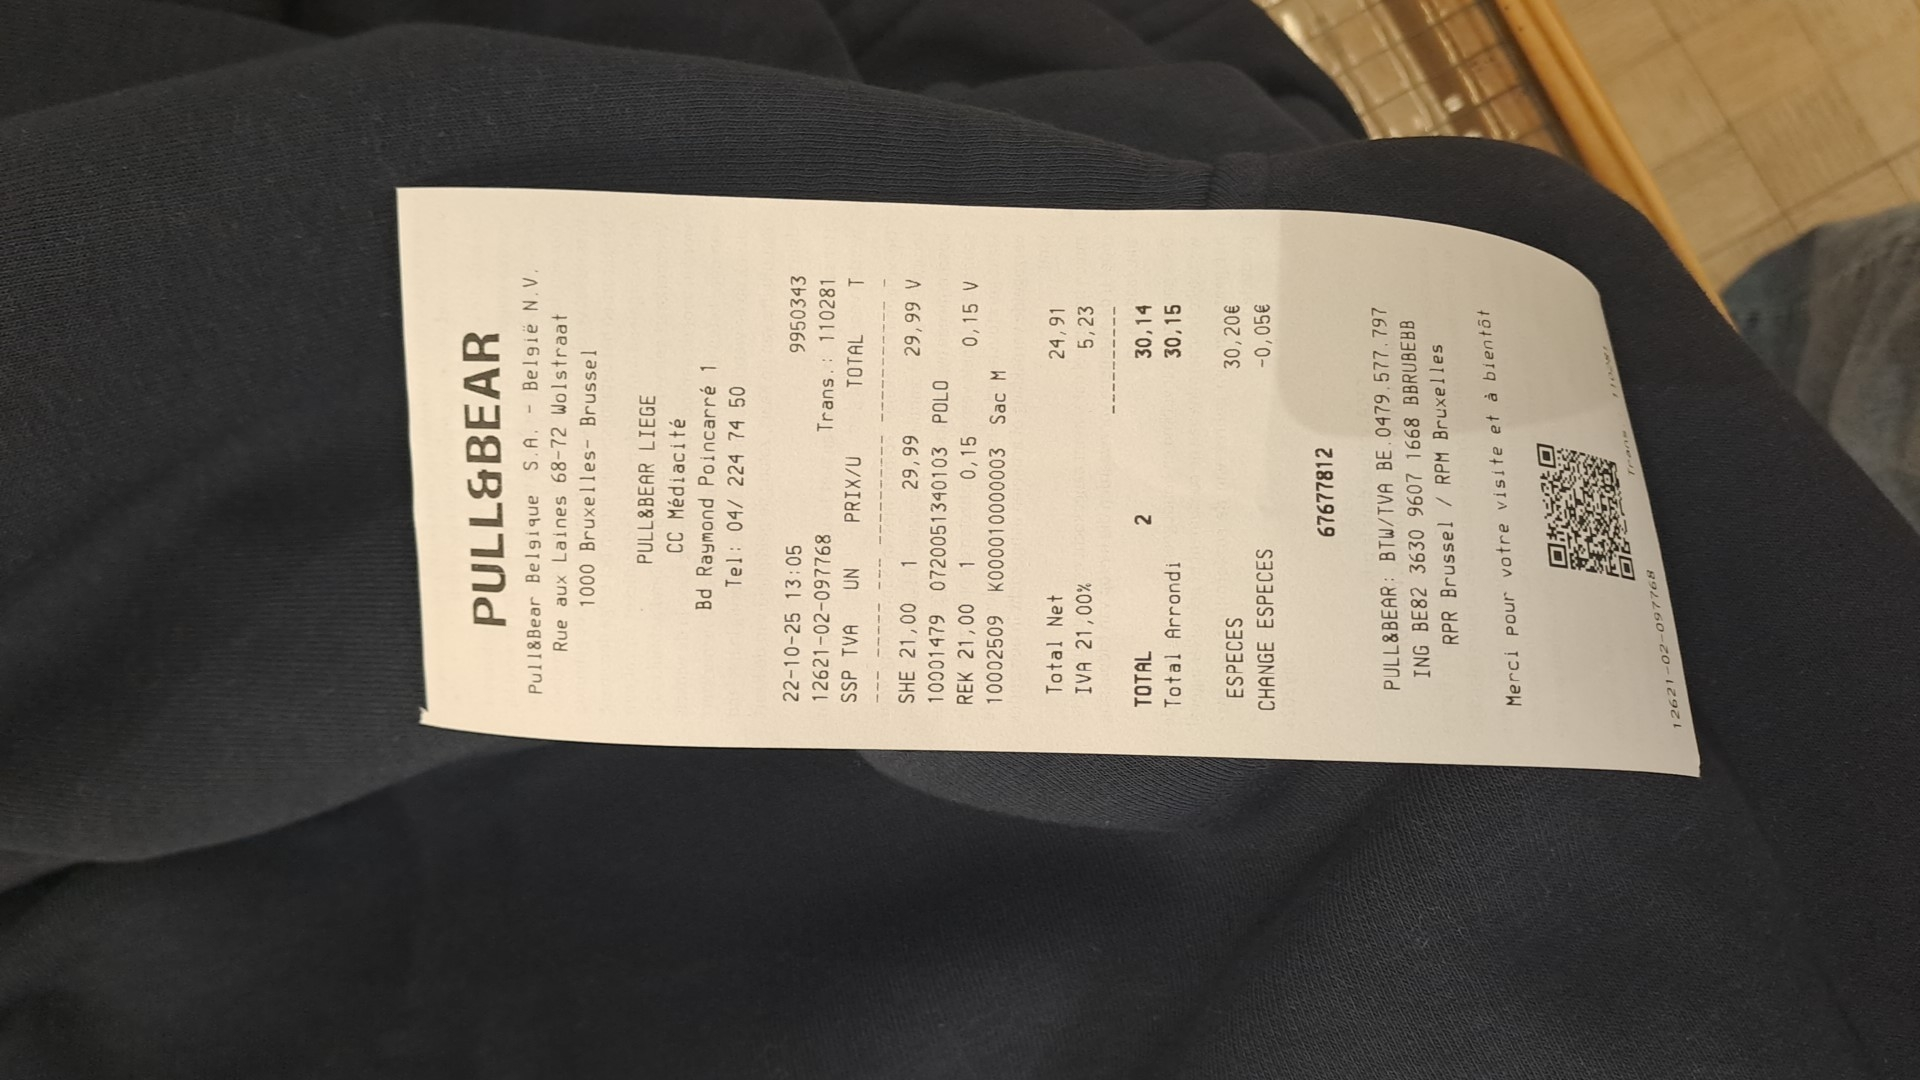 PULL&BEAR
Pull&Bear Belgique S.A. - België N.V.
Rue aux Laines 68-72 Wolstraat
1000 Bruxelles- Brussel
PULL&BEAR LIEGE
CC Médiacité
Bd Raymond Poincarré 1
Tel: 04/ 224 74 50
22-10-25 13:05 9950343
12621-02-097768 Trans.: 110281
SSP TVA UN PRIX/U TOTAL T
SHE 21,00 1 29,99 29,99 V
10001479 07200513401​03 POLO
REK 21,00 1 0,15 0,15 V
10002509 K000010000003 Sac M
Total Net 24,91
IVA 21,00% 5,23
TOTAL 2 30,14
Total Arrondi 30,15
ESPECES 30,20€
CHANGE ESPECES -0,05€
67677812
PULL&BEAR: BTW/TVA BE.0479.577.797
ING BE82 3630 9607 1668 BBRUBEBB
RPR Brussel / RPM Bruxelles
Merci pour votre visite et à bientôt
12621-02-097768 Trans